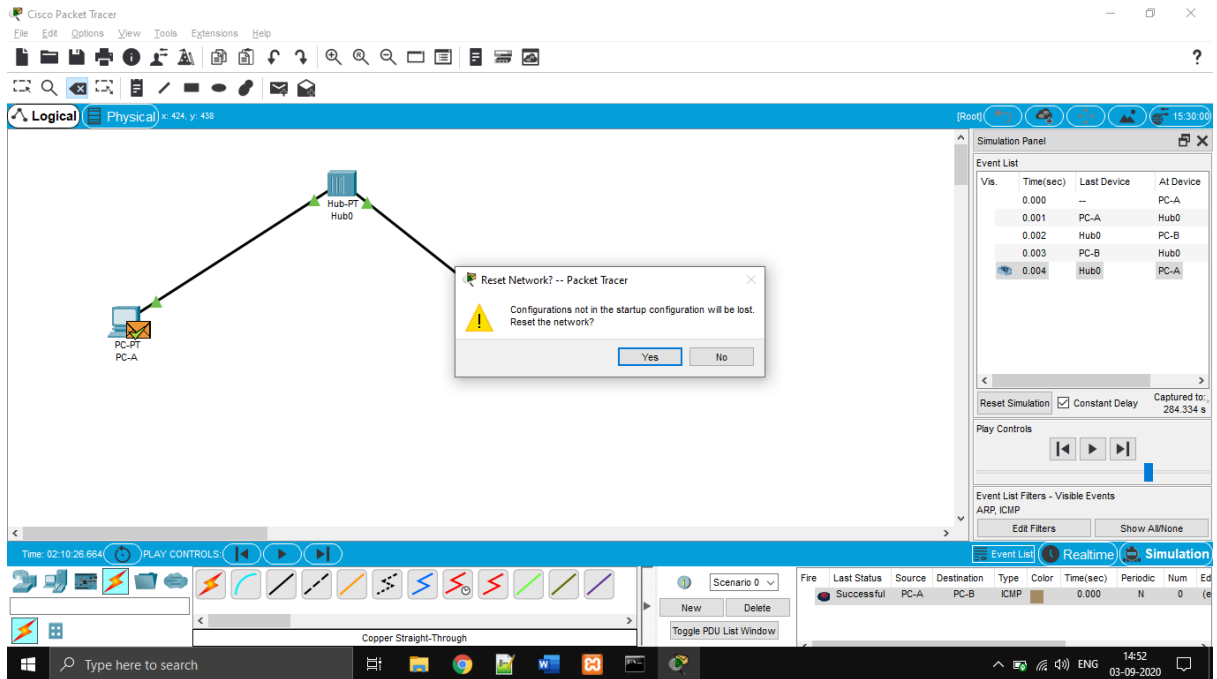 Cisco Packet Tracer
File Edit Options View Tools Extensions Help
?
Logical Physical x: 424, y: 438 [Root] 15:30:00
Hub-PT
Hub0
PC-PT
PC-A
Reset Network? -- Packet Tracer
Configurations not in the startup configuration will be lost.
Reset the network?
Yes No
Simulation Panel
Event List
Vis. Time(sec) Last Device At Device
0.000 -- PC-A
0.001 PC-A Hub0
0.002 Hub0 PC-B
0.003 PC-B Hub0
0.004 Hub0 PC-A
Reset Simulation Constant Delay Captured to:
284.334 s
Play Controls
Event List Filters - Visible Events
ARP, ICMP
Edit Filters Show All/None
Time: 02:10:26.664 PLAY CONTROLS: Event List Realtime Simulation
Copper Straight-Through
Scenario 0
New Delete
Toggle PDU List Window
Fire Last Status Source Destination Type Color Time(sec) Periodic Num Ed
Successful PC-A PC-B ICMP 0.000 N 0 (e
Type here to search
ENG
14:52
03-09-2020